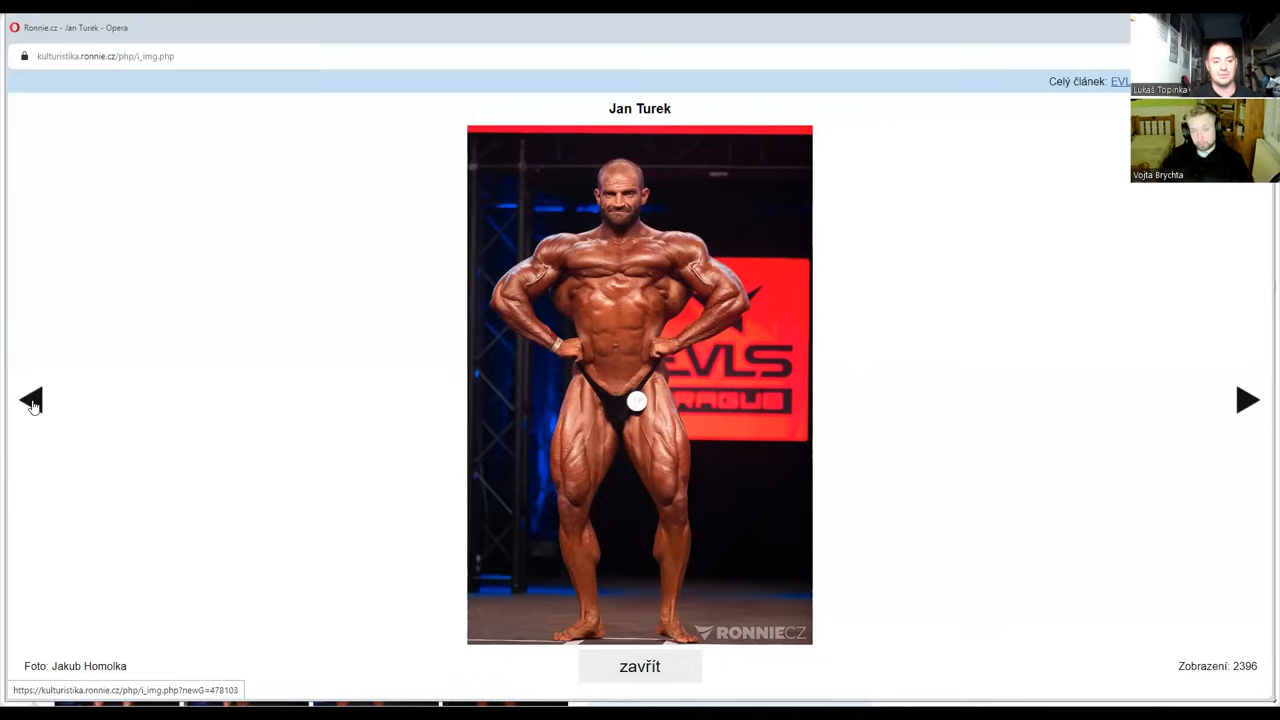 Ronnie.cz - Jan Turek - Opera
kulturistika.ronnie.cz/php/i_img.php
Celý článek: EVL
Jan Turek
Lukáš Topinka
Vojta Brychta
EVLS
PRAGUE
RONNIECZ
Foto: Jakub Homolka
zavřít
Zobrazení: 2396
https://kulturistika.ronnie.cz/php/i_img.php?newG=478103